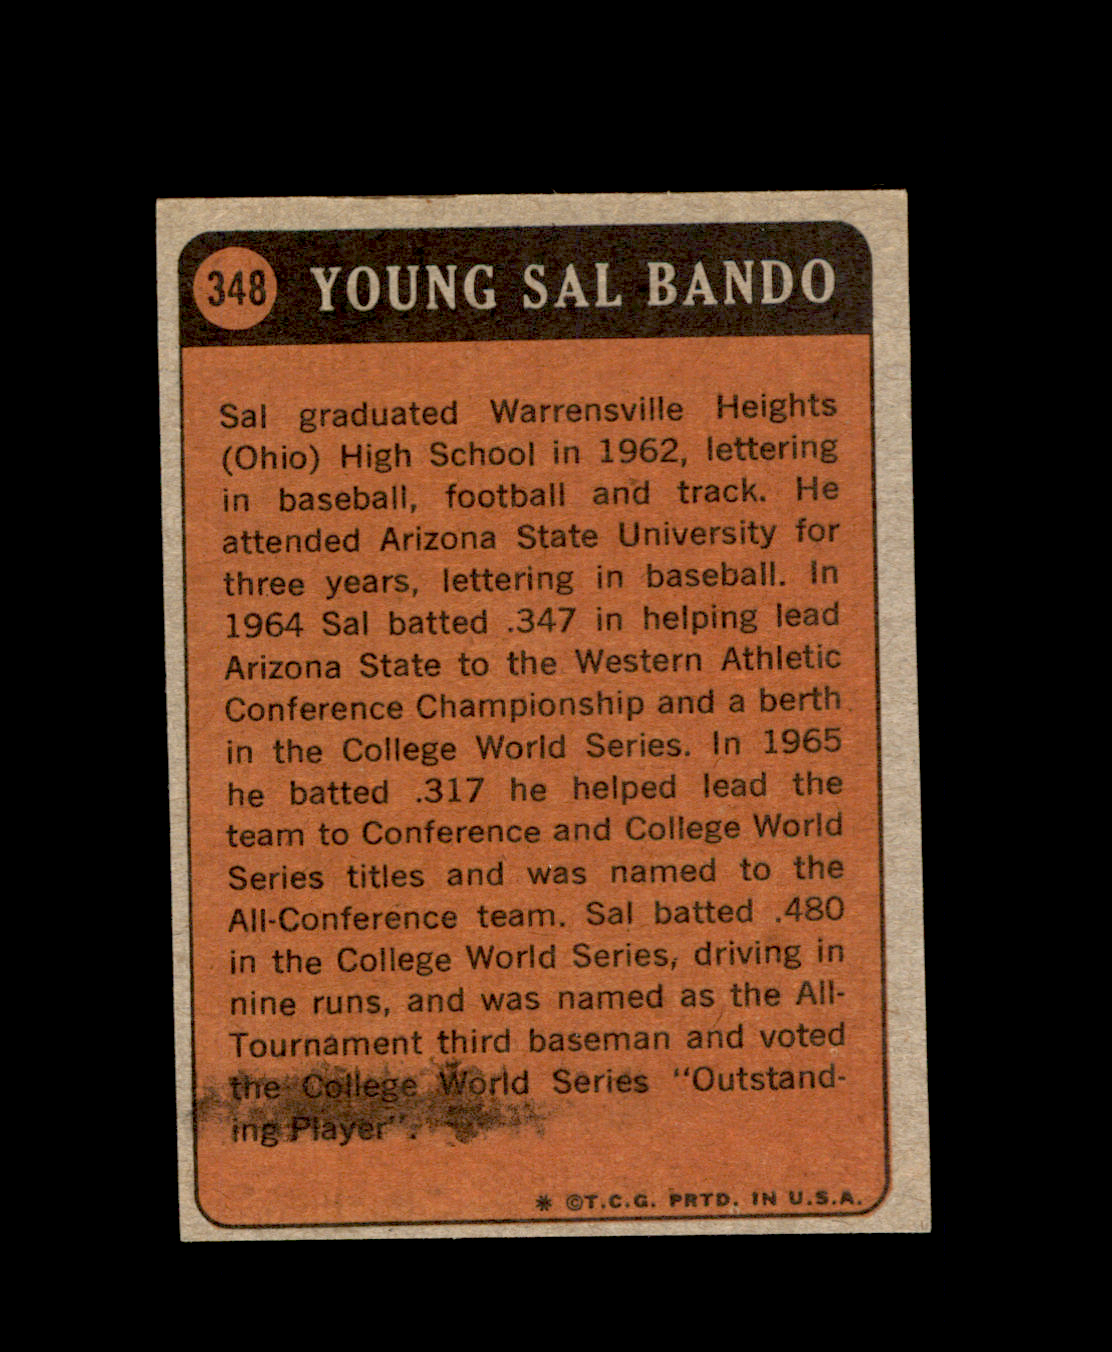 348 YOUNG SAL BANDO
Sal graduated Warrensville Heights
(Ohio) High School in 1962, lettering
in baseball, football and track. He
attended Arizona State University for
three years, lettering in baseball. In
1964 Sal batted .347 in helping lead
Arizona State to the Western Athletic
Conference Championship and a berth
in the College World Series. In 1965
he batted .317 he helped lead the
team to Conference and College World
Series titles and was named to the
All-Conference team. Sal batted .480
in the College World Series, driving in
nine runs, and was named as the All-
Tournament third baseman and voted
the College World Series "Outstand-
ing Player".
* ©T.C.G. PRTD. IN U.S.A.